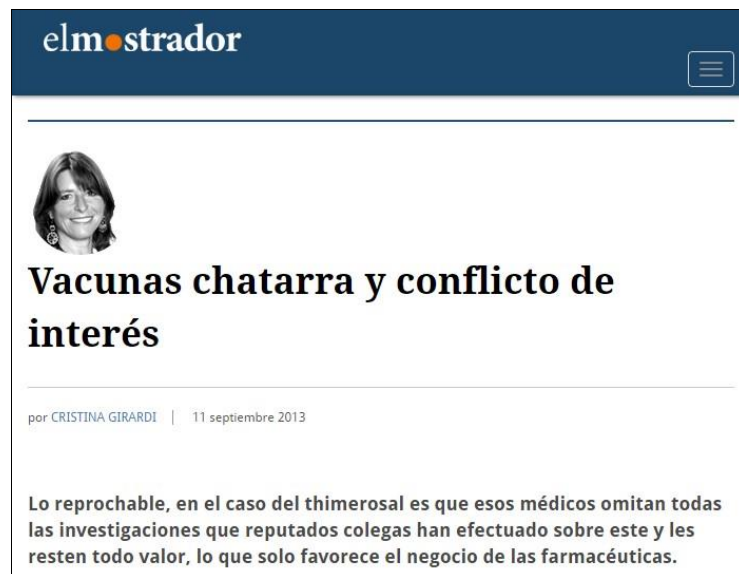 elmostrador
Vacunas chatarra y conflicto de
interés
por CRISTINA GIRARDI | 11 septiembre 2013
Lo reprochable, en el caso del thimerosal es que esos médicos omitan todas
las investigaciones que reputados colegas han efectuado sobre este y les
resten todo valor, lo que solo favorece el negocio de las farmacéuticas.